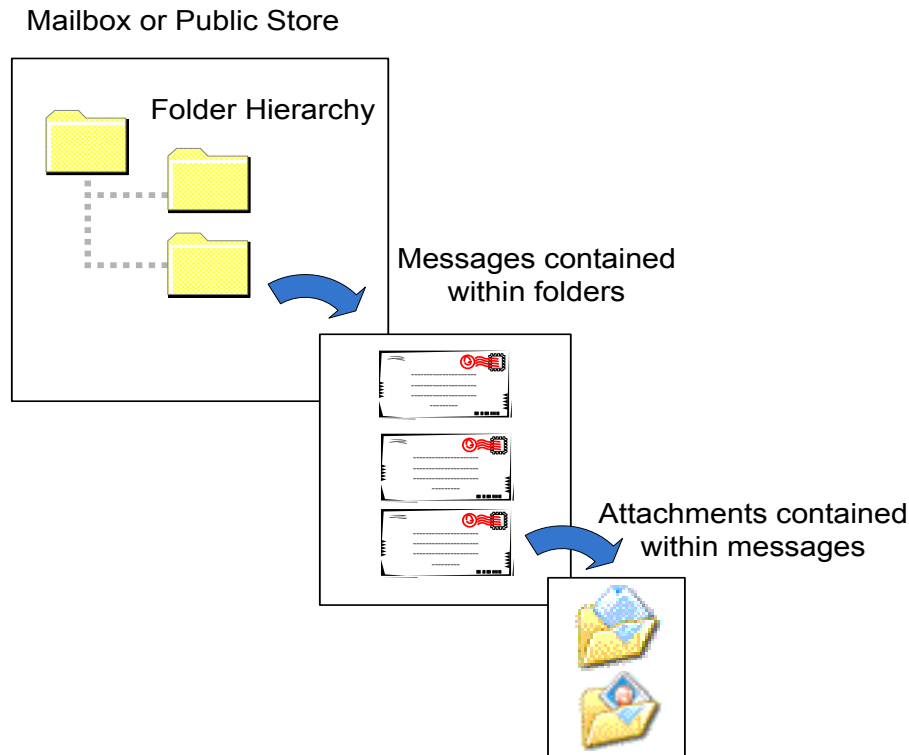 Mailbox or Public Store
Folder Hierarchy
Messages contained
within folders
Attachments contained
within messages